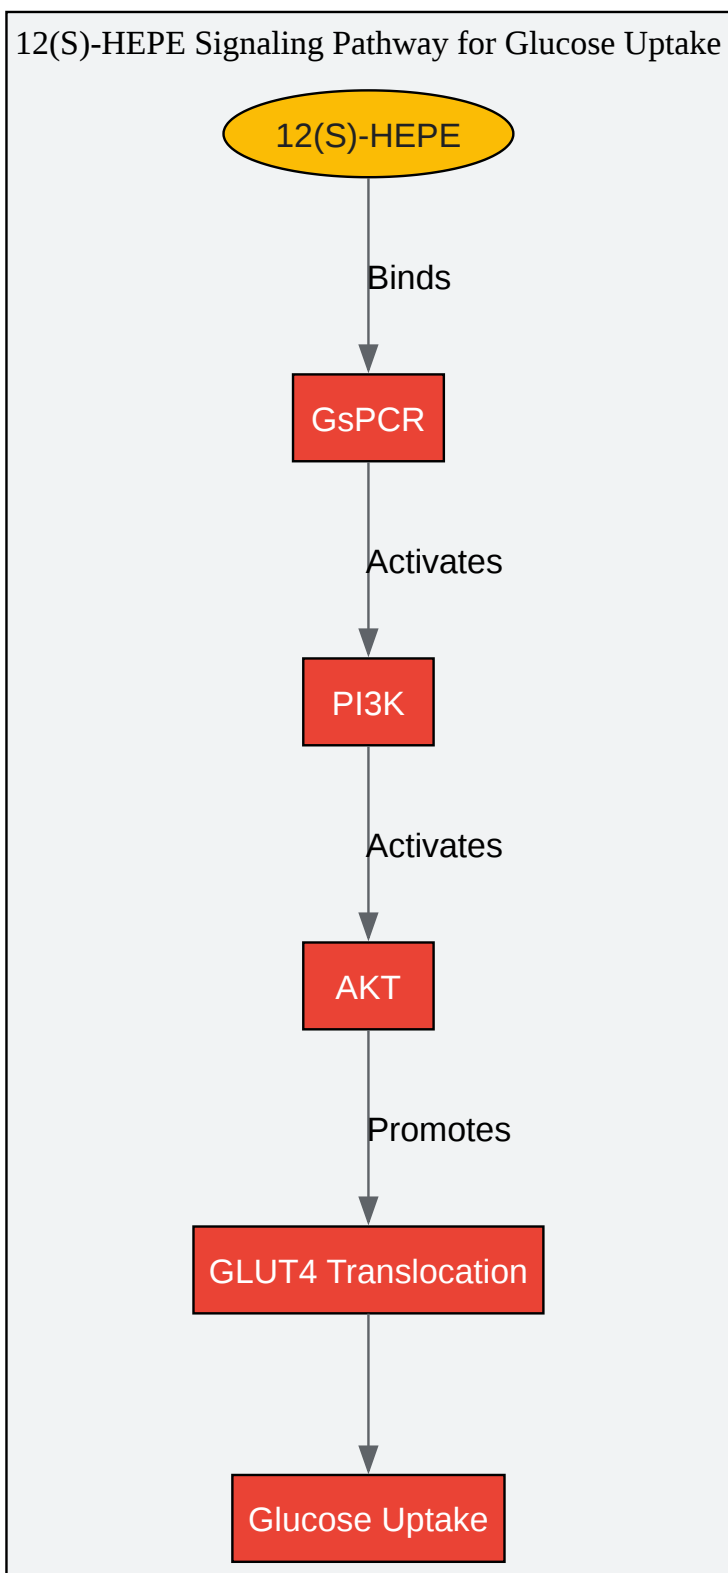 12(S)-HEPE Signaling Pathway for Glucose Uptake
12(S)-HEPE
Binds
GsPCR
Activates
PI3K
Activates
AKT
Promotes
GLUT4 Translocation
Glucose Uptake